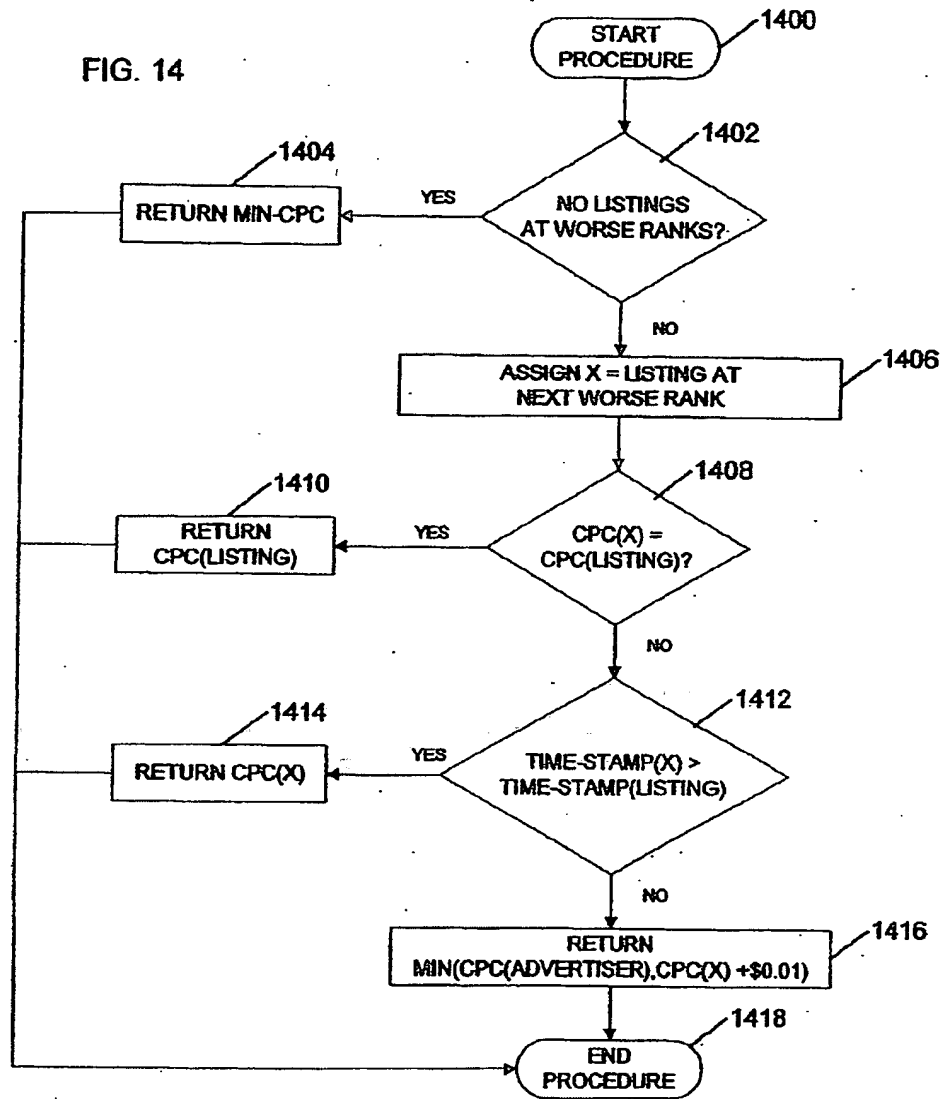 FIG. 14
START
PROCEDURE
1400
1402
NO LISTINGS
AT WORSE RANKS?
YES
1404
RETURN MIN-CPC
NO
1406
ASSIGN X = LISTING AT
NEXT WORSE RANK
1408
CPC(X) =
CPC(LISTING)?
YES
1410
RETURN
CPC(LISTING)
NO
1412
TIME-STAMP(X) >
TIME-STAMP(LISTING)
YES
1414
RETURN CPC(X)
NO
1416
RETURN
MIN(CPC(ADVERTISER),CPC(X) +$0.01)
1418
END
PROCEDURE